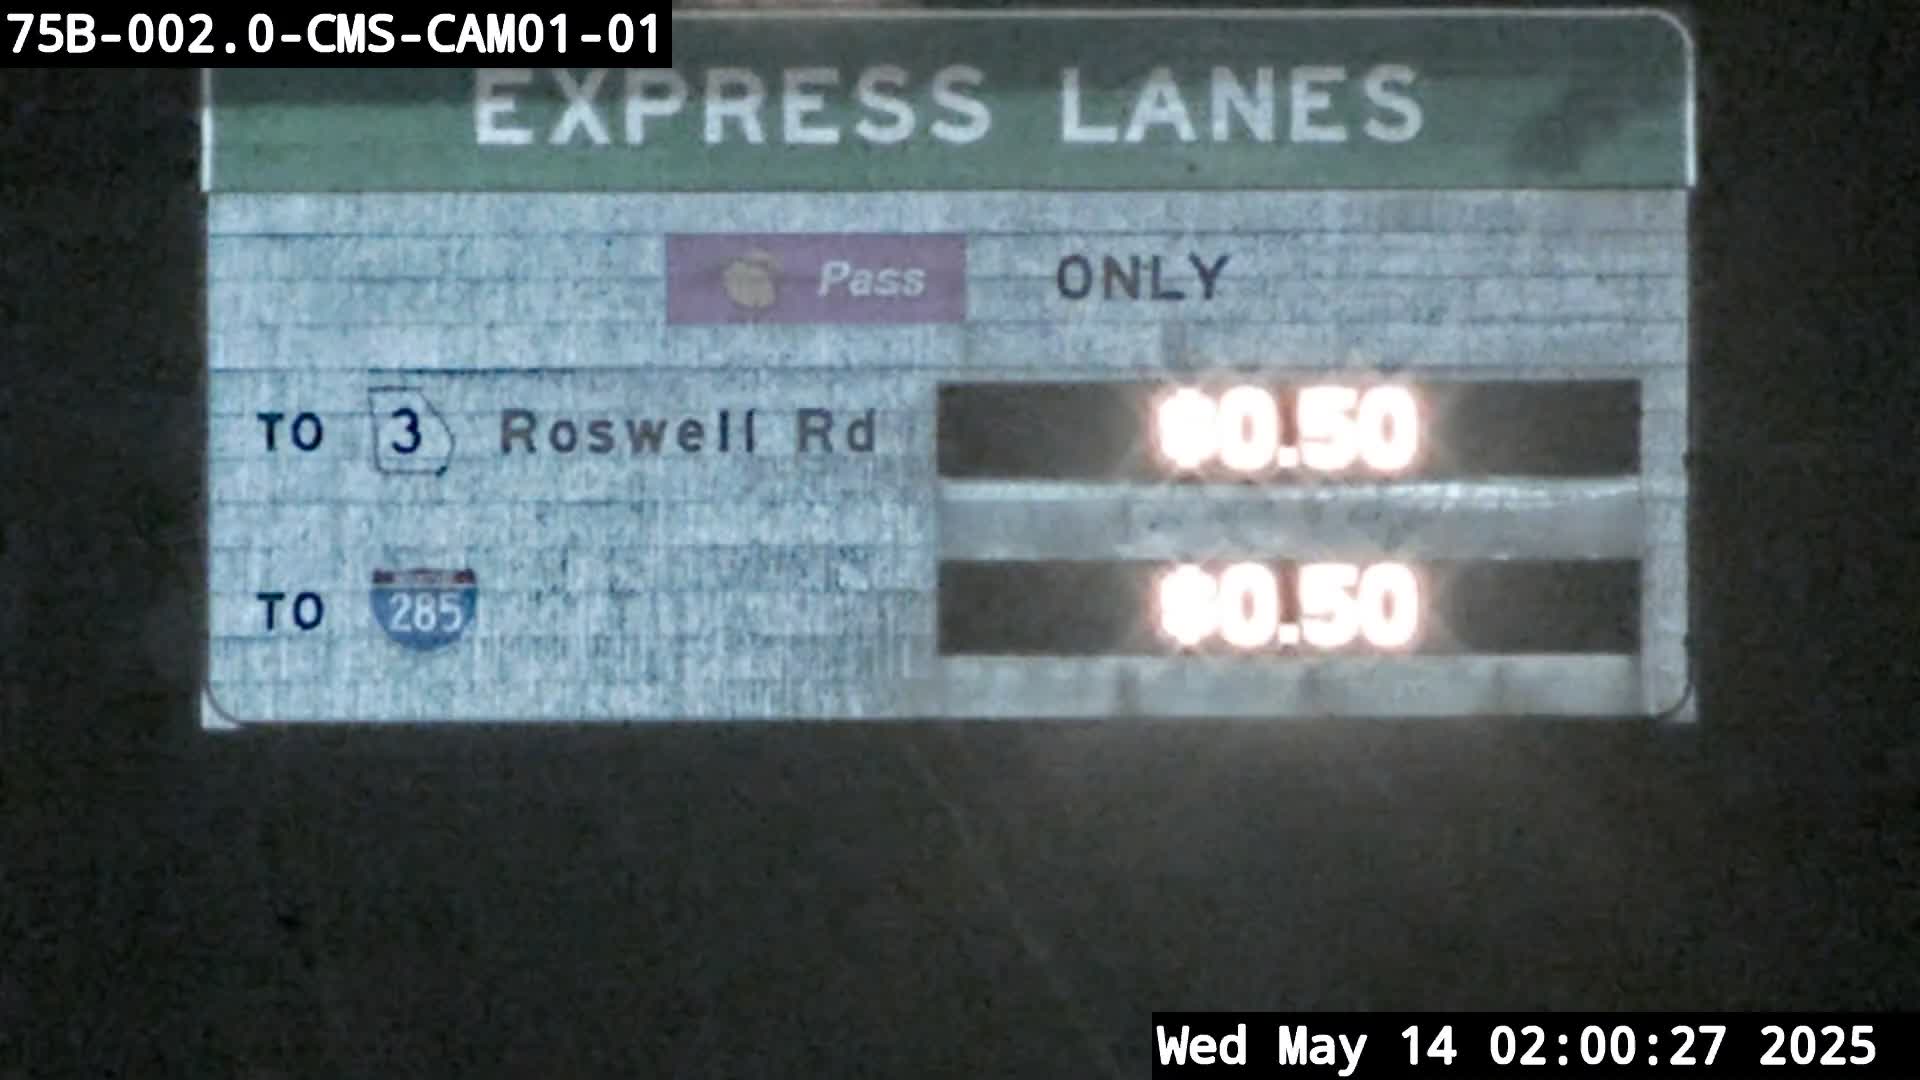 75B-002.0-CMS-CAM01-01
EXPRESS LANES
Pass ONLY
TO 3 Roswell Rd $0.50
TO 285 $0.50
Wed May 14 02:00:27 2025